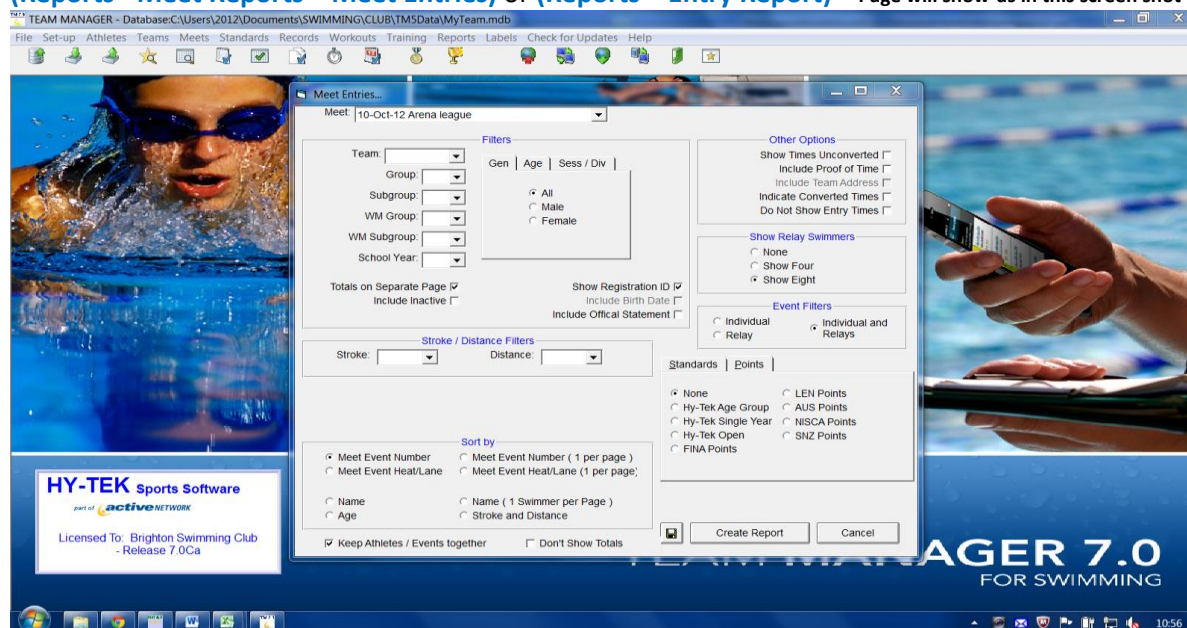 (Reports - Meet Reports - Meet Entries) Or (Reports - Entry Report) - Page will show as in this screen shot
TEAM MANAGER - Database:C:\Users\2012\Documents\SWIMMING\CLUB\TM5Data\MyTeam.mdb
File Set-up Athletes Teams Meets Standards Records Workouts Training Reports Labels Check for Updates Help
Meet Entries...
Meet: 10-Oct-12 Arena league
Filters
Team:
Group:
Subgroup:
WM Group:
WM Subgroup:
School Year:
Gen Age Sess / Div
All
Male
Female
Totals on Separate Page
Include Inactive
Show Registration ID
Include Birth Date
Include Offical Statement
Other Options
Show Times Unconverted
Include Proof of Time
Include Team Address
Indicate Converted Times
Do Not Show Entry Times
Show Relay Swimmers
None
Show Four
Show Eight
Event Filters
Individual
Relay
Individual and
Relays
Stroke / Distance Filters
Stroke: Distance:
Standards Points
None LEN Points
Hy-Tek Age Group AUS Points
Hy-Tek Single Year NISCA Points
Hy-Tek Open SNZ Points
FINA Points
Sort by
Meet Event Number Meet Event Number ( 1 per page )
Meet Event Heat/Lane Meet Event Heat/Lane (1 per page)
Name Name ( 1 Swimmer per Page )
Age Stroke and Distance
Keep Athletes / Events together Don't Show Totals
Create Report Cancel
HY-TEK Sports Software
part of active NETWORK
Licensed To: Brighton Swimming Club
- Release 7.0Ca
AGER 7.0
FOR SWIMMING
10:56